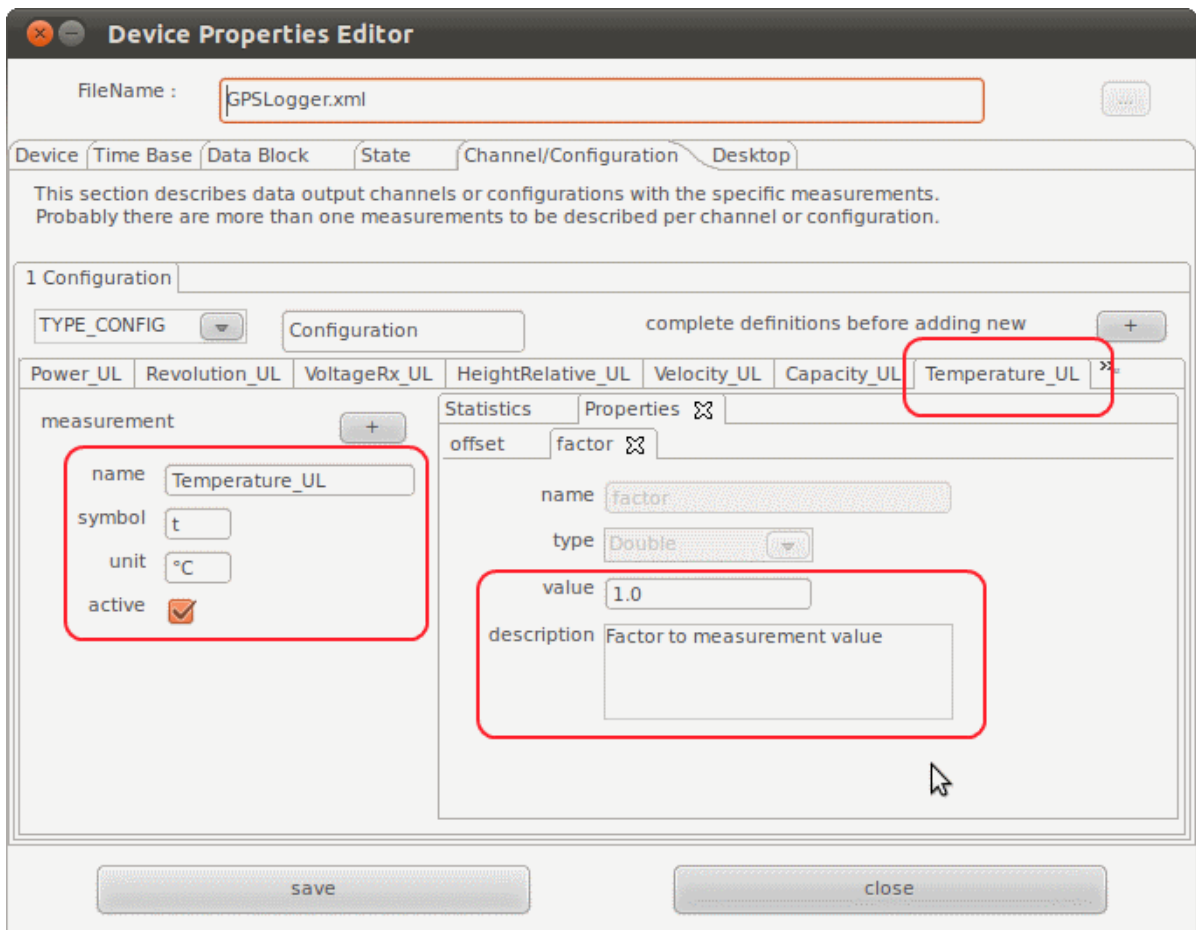 Device Properties Editor
FileName :
GPSLogger.xml
...
Device Time Base Data Block State Channel/Configuration Desktop
This section describes data output channels or configurations with the specific measurements.
Probably there are more than one measurements to be described per channel or configuration.
1 Configuration
TYPE_CONFIG Configuration complete definitions before adding new +
Power_UL Revolution_UL VoltageRx_UL HeightRelative_UL Velocity_UL Capacity_UL Temperature_UL »
measurement +
name Temperature_UL
symbol t
unit °C
active
Statistics Properties
offset factor
name factor
type Double
value 1.0
description Factor to measurement value
save close